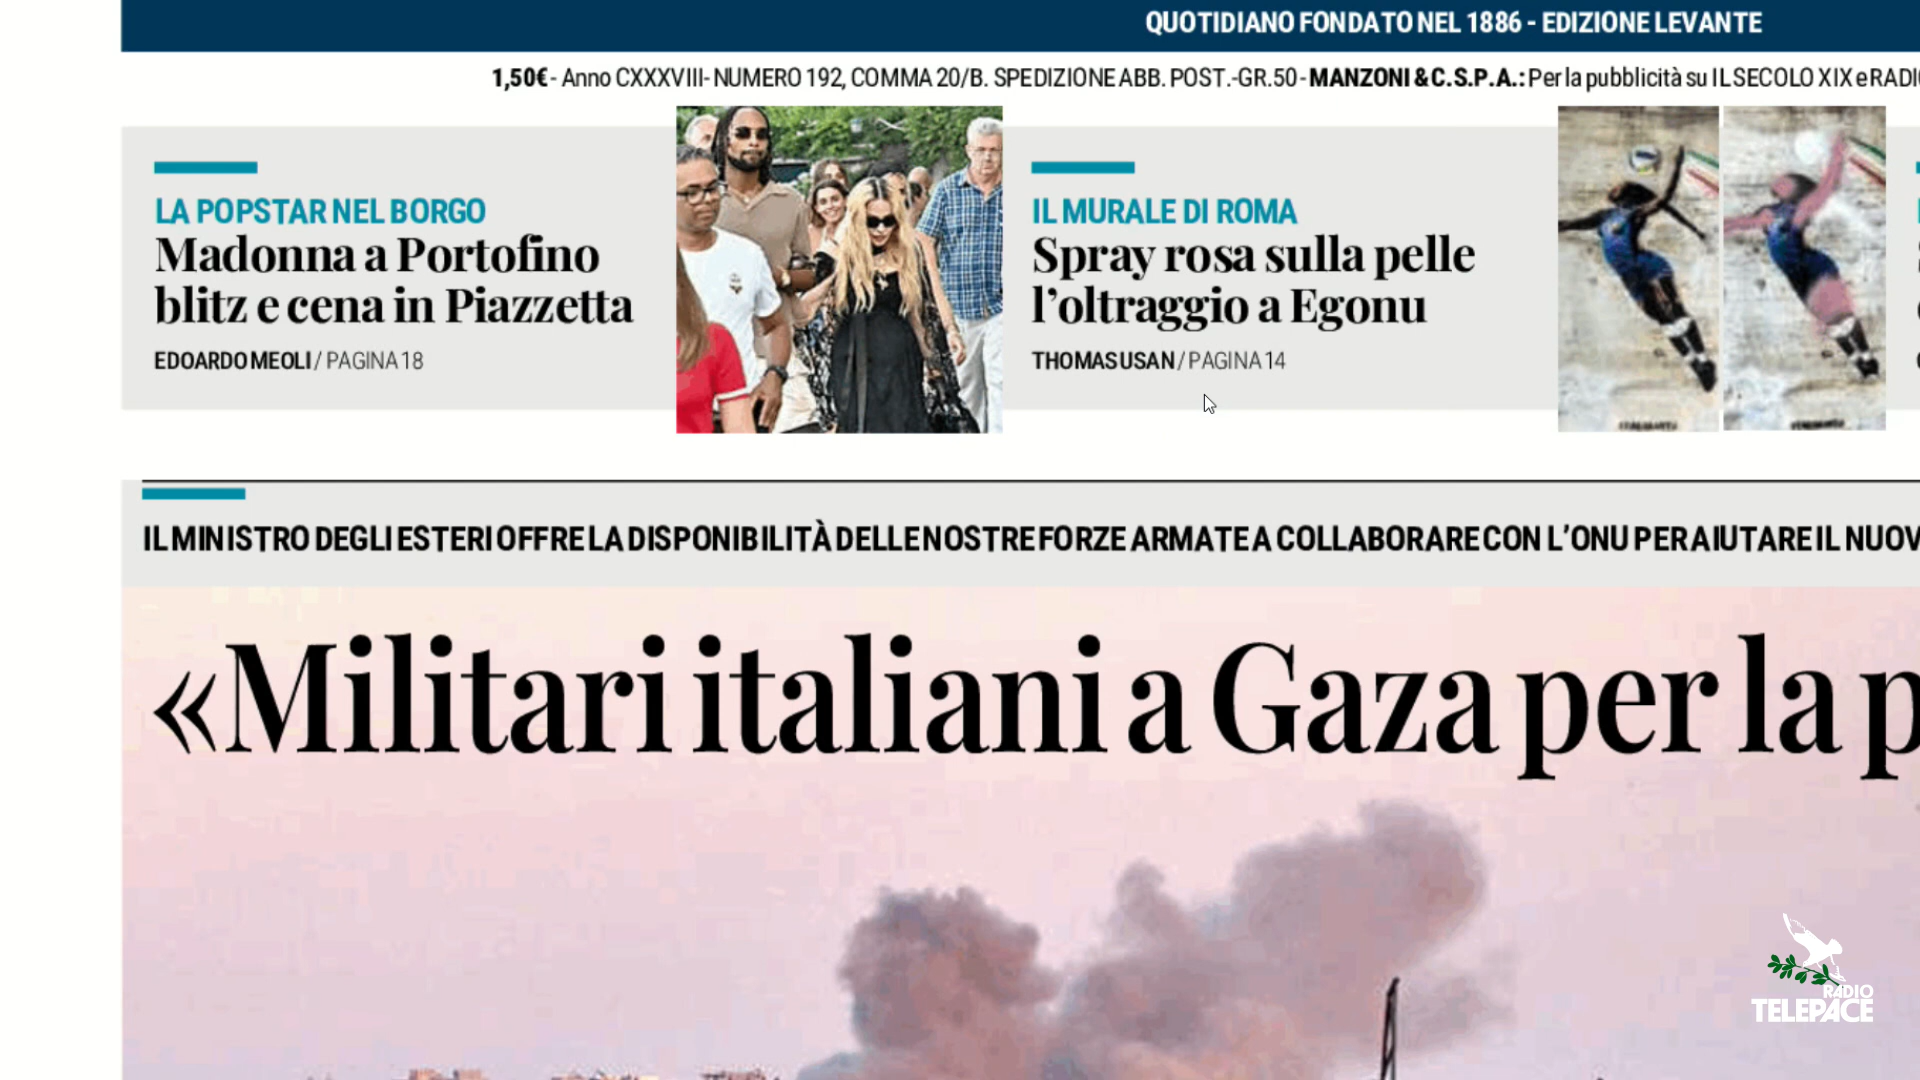 QUOTIDIANO FONDATO NEL 1886 - EDIZIONE LEVANTE
1,50€ - Anno CXXXVIII- NUMERO 192, COMMA 20/B. SPEDIZIONE ABB. POST.-GR.50 - MANZONI & C.S.P.A.: Per la pubblicità su IL SECOLO XIX e
LA POPSTAR NEL BORGO
Madonna a Portofino
blitz e cena in Piazzetta
EDOARDO MEOLI / PAGINA 18
IL MURALE DI ROMA
Spray rosa sulla pelle
l'oltraggio a Egonu
THOMAS USAN / PAGINA 14
IL MINISTRO DEGLI ESTERI OFFRE LA DISPONIBILITÀ DELLE NOSTRE FORZE ARMATE A COLLABORARE CON L'ONU PER AIUTARE IL
«Militari italiani a Gaza per la
RADIO
TELEPACE